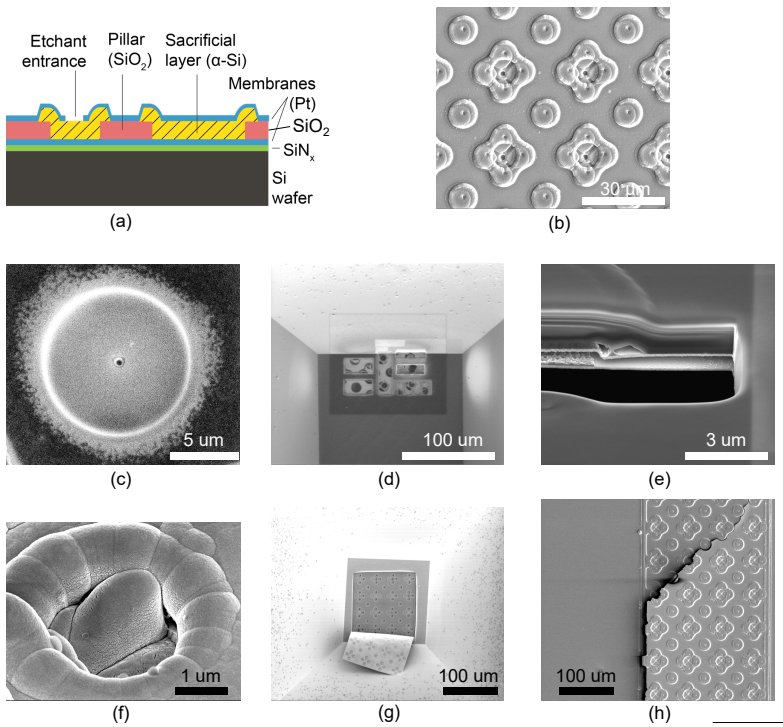 Etchant
entrance
Pillar
(SiO2)
Sacrificial
layer (α-Si)
Membranes
(Pt)
SiO2
SiNx
Si
wafer
(a)
30 µm
(b)
5 um
(c)
100 um
(d)
3 um
(e)
1 um
(f)
100 um
(g)
100 um
(h)